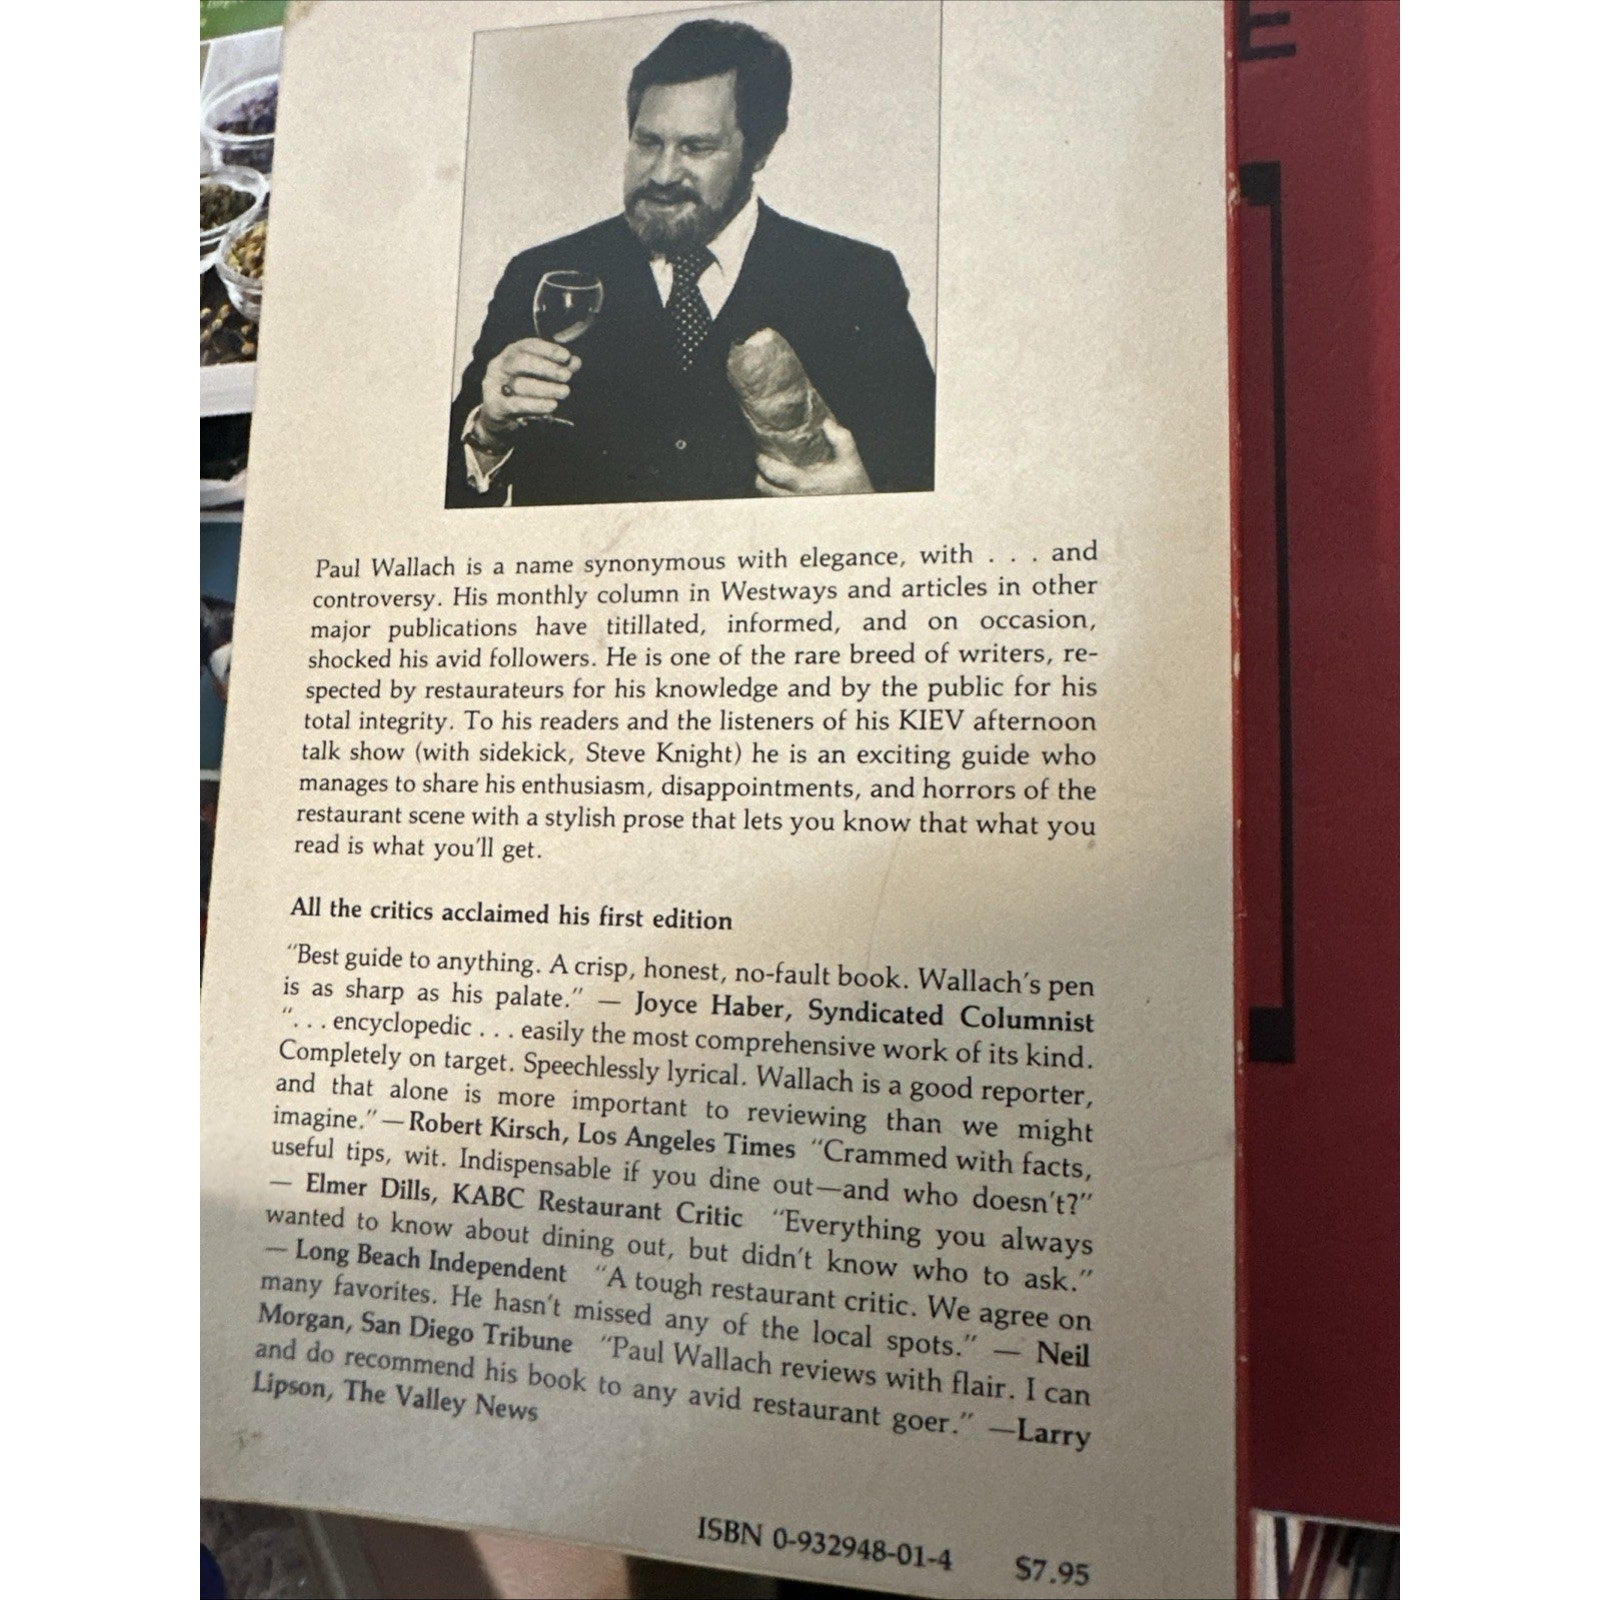 E
Paul Wallach is a name synonymous with elegance, with . . . and
controversy. His monthly column in Westways and articles in other
major publications have titillated, informed, and on occasion,
shocked his avid followers. He is one of the rare breed of writers, re-
spected by restaurateurs for his knowledge and by the public for his
total integrity. To his readers and the listeners of his KIEV afternoon
talk show (with sidekick, Steve Knight) he is an exciting guide who
manages to share his enthusiasm, disappointments, and horrors of the
restaurant scene with a stylish prose that lets you know that what you
read is what you'll get.
All the critics acclaimed his first edition
"Best guide to anything. A crisp, honest, no-fault book. Wallach's pen
is as sharp as his palate." — Joyce Haber, Syndicated Columnist
". . . encyclopedic . . . easily the most comprehensive work of its kind.
Completely on target. Speechlessly lyrical. Wallach is a good reporter,
and that alone is more important to reviewing than we might
imagine."—Robert Kirsch, Los Angeles Times "Crammed with facts,
useful tips, wit. Indispensable if you dine out—and who doesn't?"
— Elmer Dills, KABC Restaurant Critic "Everything you always
wanted to know about dining out, but didn't know who to ask."
— Long Beach Independent "A tough restaurant critic. We agree on
many favorites. He hasn't missed any of the local spots." — Neil
Morgan, San Diego Tribune "Paul Wallach reviews with flair. I can
and do recommend his book to any avid restaurant goer." —Larry
Lipson, The Valley News
ISBN 0-932948-01-4 $7.95